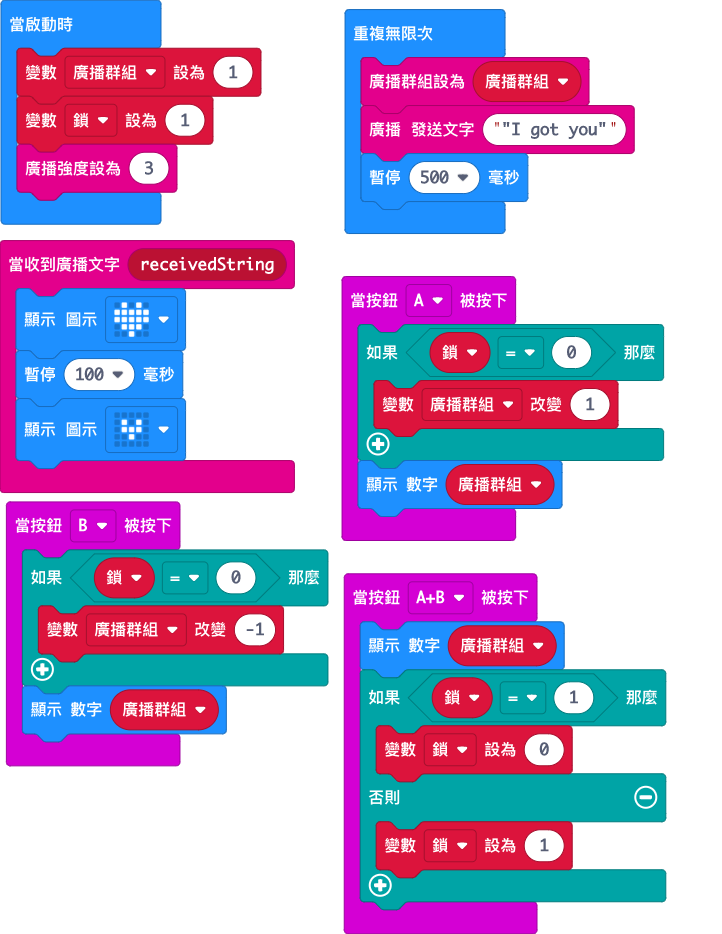 當啟動時
變數 廣播群組 設為 1
變數 鎖 設為 1
廣播強度設為 3
重複無限次
廣播群組設為 廣播群組
廣播 發送文字 ""I got you""
暫停 500 毫秒
當收到廣播文字 receivedString
顯示 圖示
暫停 100 毫秒
顯示 圖示
當按鈕 A 被按下
如果 鎖 = 0 那麼
變數 廣播群組 改變 1
顯示 數字 廣播群組
當按鈕 B 被按下
如果 鎖 = 0 那麼
變數 廣播群組 改變 -1
顯示 數字 廣播群組
當按鈕 A+B 被按下
顯示 數字 廣播群組
如果 鎖 = 1 那麼
變數 鎖 設為 0
否則
變數 鎖 設為 1